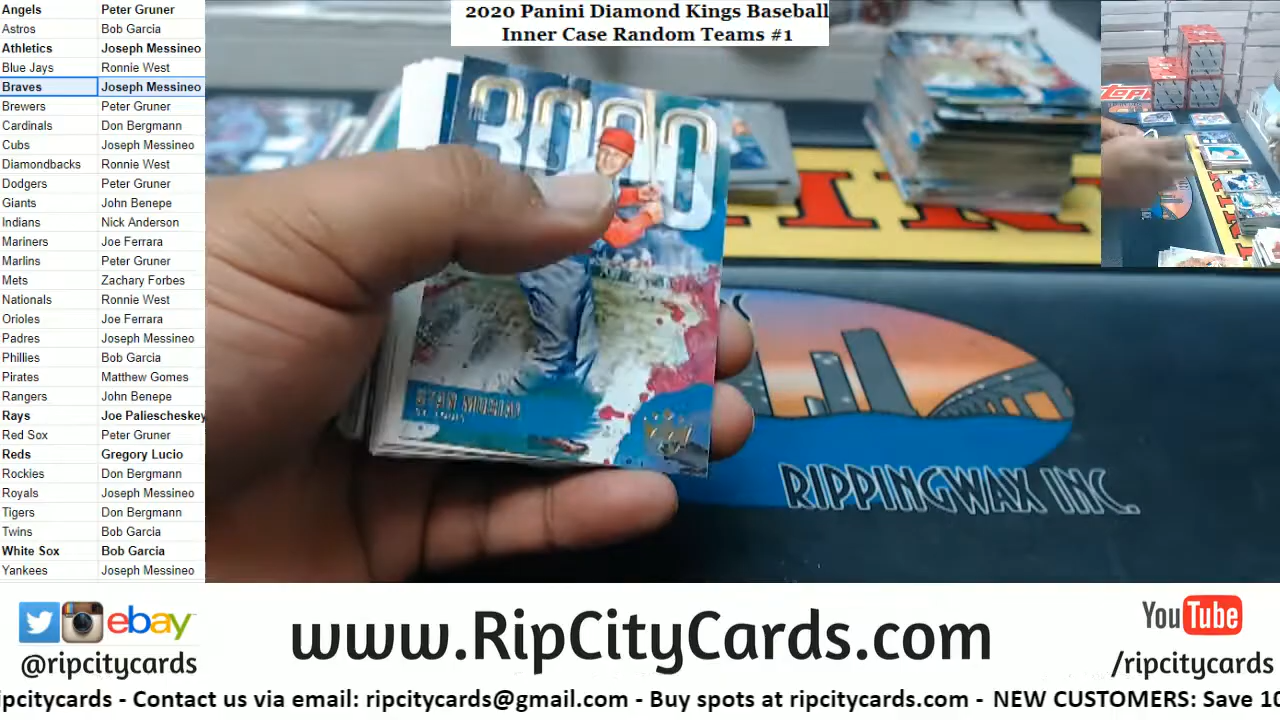 Angels Peter Gruner
Astros Bob Garcia
Athletics Joseph Messineo
Blue Jays Ronnie West
Braves Joseph Messineo
Brewers Peter Gruner
Cardinals Don Bergmann
Cubs Joseph Messineo
Diamondbacks Ronnie West
Dodgers Peter Gruner
Giants John Benepe
Indians Nick Anderson
Mariners Joe Ferrara
Marlins Peter Gruner
Mets Zachary Forbes
Nationals Ronnie West
Orioles Joe Ferrara
Padres Joseph Messineo
Phillies Bob Garcia
Pirates Matthew Gomes
Rangers John Benepe
Rays Joe Paliescheskey
Red Sox Peter Gruner
Reds Gregory Lucio
Rockies Don Bergmann
Royals Joseph Messineo
Tigers Don Bergmann
Twins Bob Garcia
White Sox Bob Garcia
Yankees Joseph Messineo
2020 Panini Diamond Kings Baseball
Inner Case Random Teams #1
THE
3000
STAN MUSIAL
ST. LOUIS
RIPPINGWAX INC.
ebay
@ripcitycards
www.RipCityCards.com
YouTube
/ripcitycards
ipcitycards - Contact us via email: ripcitycards@gmail.com - Buy spots at ripcitycards.com - NEW CUSTOMERS: Save 10